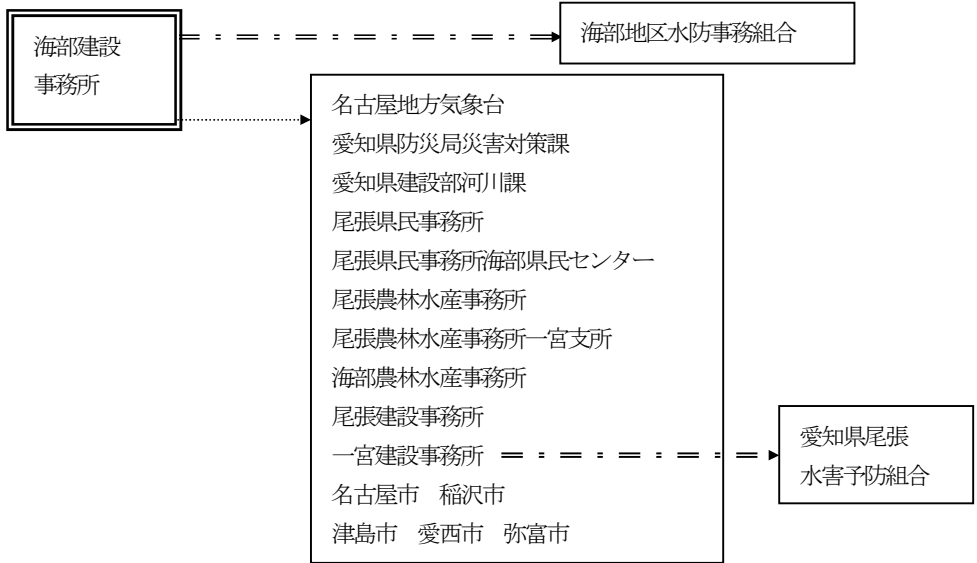 海部建設
事務所
海部地区水防事務組合
名古屋地方気象台
愛知県防災局災害対策課
愛知県建設部河川課
尾張県民事務所
尾張県民事務所海部県民センター
尾張農林水産事務所
尾張農林水産事務所一宮支所
海部農林水産事務所
尾張建設事務所
一宮建設事務所
名古屋市　稲沢市
津島市　愛西市　弥富市
愛知県尾張
水害予防組合